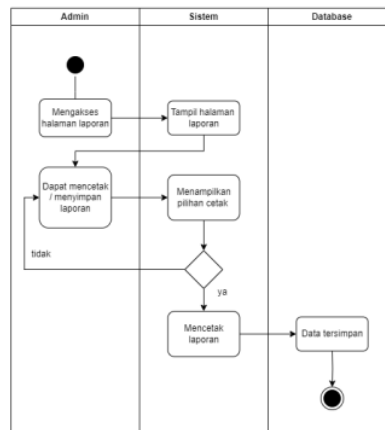 Admin
Sistem
Database
Mengakses
halaman laporan
Tampil halaman
laporan
Dapat mencetak
/ menyimpan
laporan
Menampilkan
pilihan cetak
tidak
ya
Mencetak
laporan
Data tersimpan